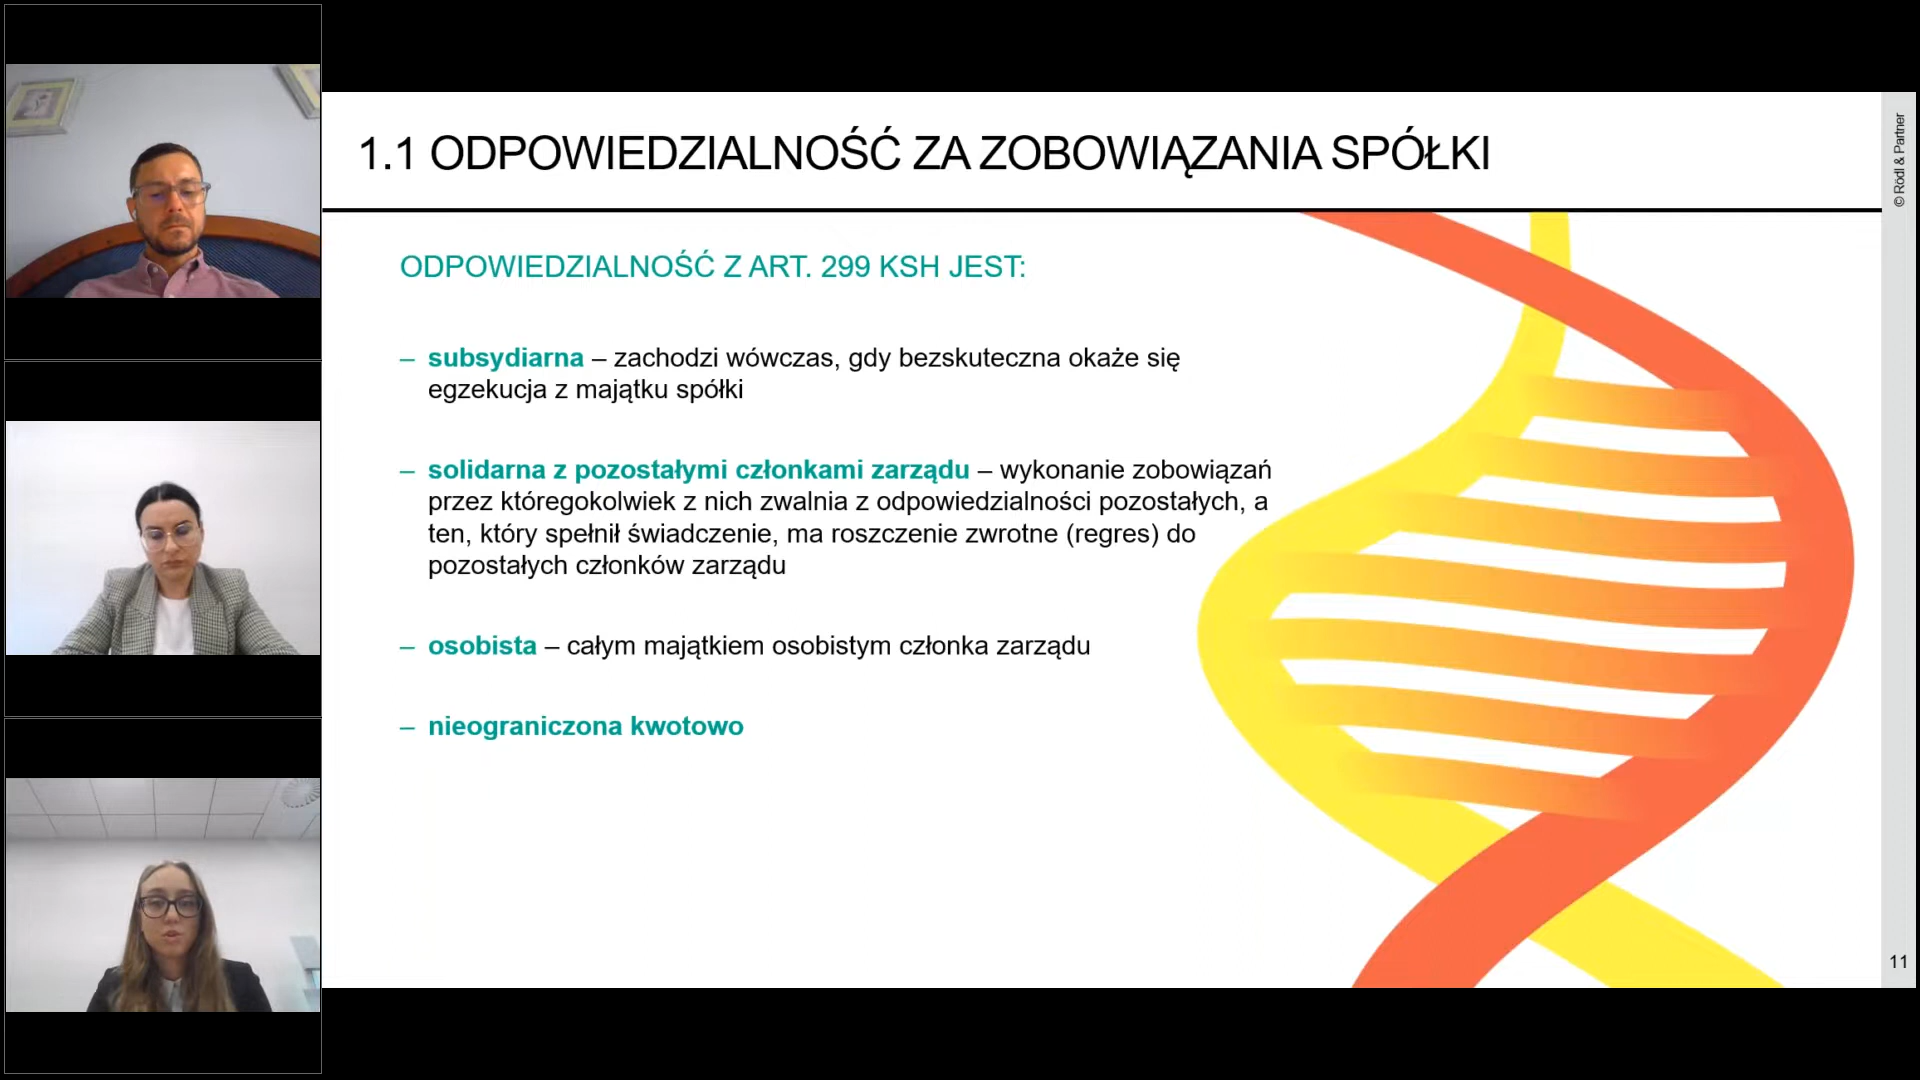 1.1 ODPOWIEDZIALNOŚĆ ZA ZOBOWIĄZANIA SPÓŁKI
© Rödl & Partner
ODPOWIEDZIALNOŚĆ Z ART. 299 KSH JEST:
– subsydiarna – zachodzi wówczas, gdy bezskuteczna okaże się
egzekucja z majątku spółki
– solidarna z pozostałymi członkami zarządu – wykonanie zobowiązań
przez któregokolwiek z nich zwalnia z odpowiedzialności pozostałych, a
ten, który spełnił świadczenie, ma roszczenie zwrotne (regres) do
pozostałych członków zarządu
– osobista – całym majątkiem osobistym członka zarządu
– nieograniczona kwotowo
11